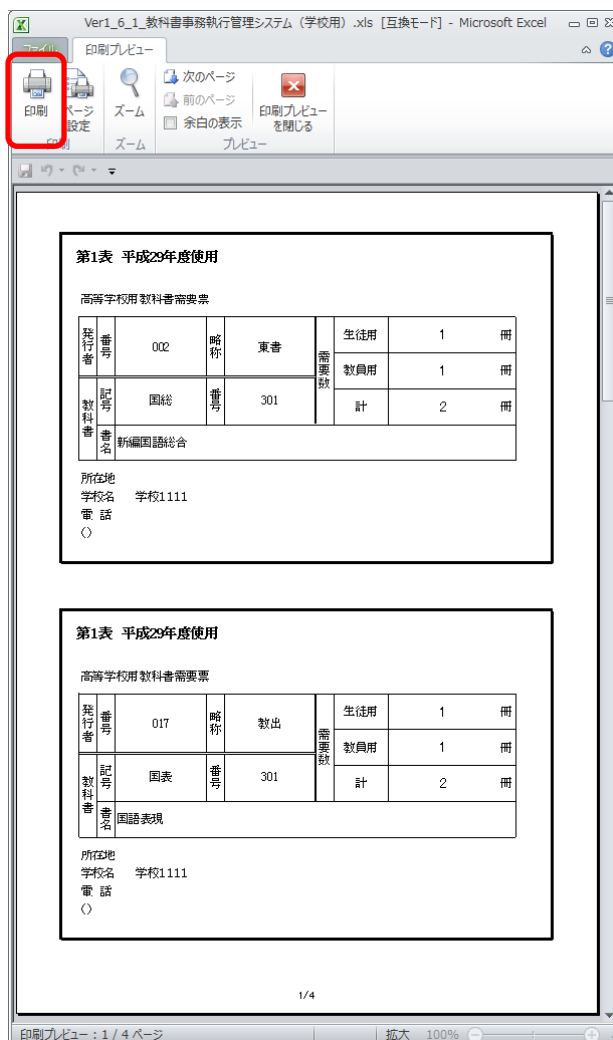 Ver1_6_1_教科書事務執行管理システム（学校用）.xls [互換モード] - Microsoft Excel
ファイル 印刷プレビュー
印刷 ページ設定 ズーム 次のページ 前のページ 余白の表示 印刷プレビューを閉じる
印刷 ズーム プレビュー
第1表 平成29年度使用
高等学校用教科書需要票
発行者 番号 002 略称 東書 需要数 生徒用 1 冊
教員用 1 冊
教科書 記号 国総 番号 301 計 2 冊
書名 新編国語総合
所在地
学校名 学校1111
電 話
()
第1表 平成29年度使用
高等学校用教科書需要票
発行者 番号 017 略称 教出 需要数 生徒用 1 冊
教員用 1 冊
教科書 記号 国表 番号 301 計 2 冊
書名 国語表現
所在地
学校名 学校1111
電 話
()
1/4
印刷プレビュー : 1 / 4 ページ 拡大 100%